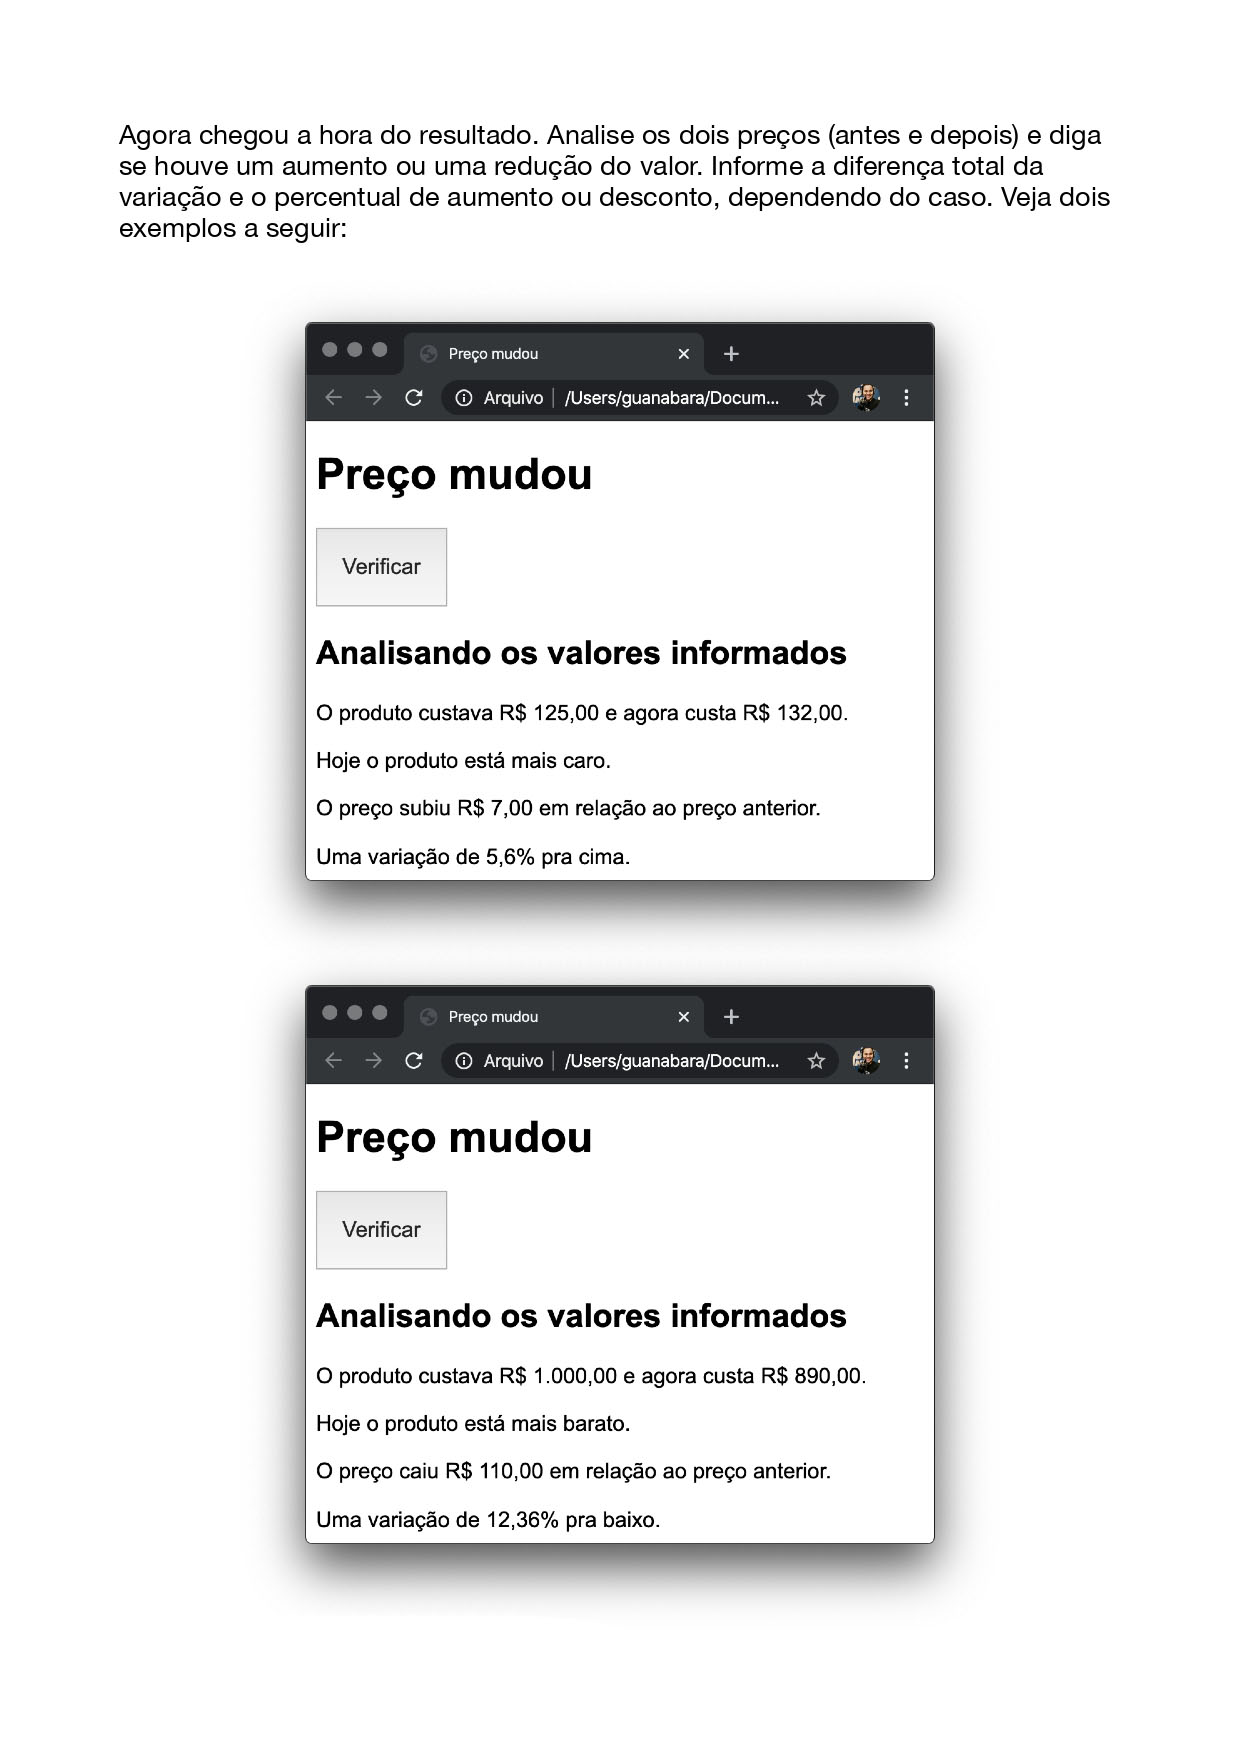 Agora chegou a hora do resultado. Analise os dois preços (antes e depois) e diga
se houve um aumento ou uma redução do valor. Informe a diferença total da
variação e o percentual de aumento ou desconto, dependendo do caso. Veja dois
exemplos a seguir:
Preço mudou
Arquivo /Users/guanabara/Docum...
Preço mudou
Verificar
Analisando os valores informados
O produto custava R$ 125,00 e agora custa R$ 132,00.
Hoje o produto está mais caro.
O preço subiu R$ 7,00 em relação ao preço anterior.
Uma variação de 5,6% pra cima.
Preço mudou
Arquivo /Users/guanabara/Docum...
Preço mudou
Verificar
Analisando os valores informados
O produto custava R$ 1.000,00 e agora custa R$ 890,00.
Hoje o produto está mais barato.
O preço caiu R$ 110,00 em relação ao preço anterior.
Uma variação de 12,36% pra baixo.